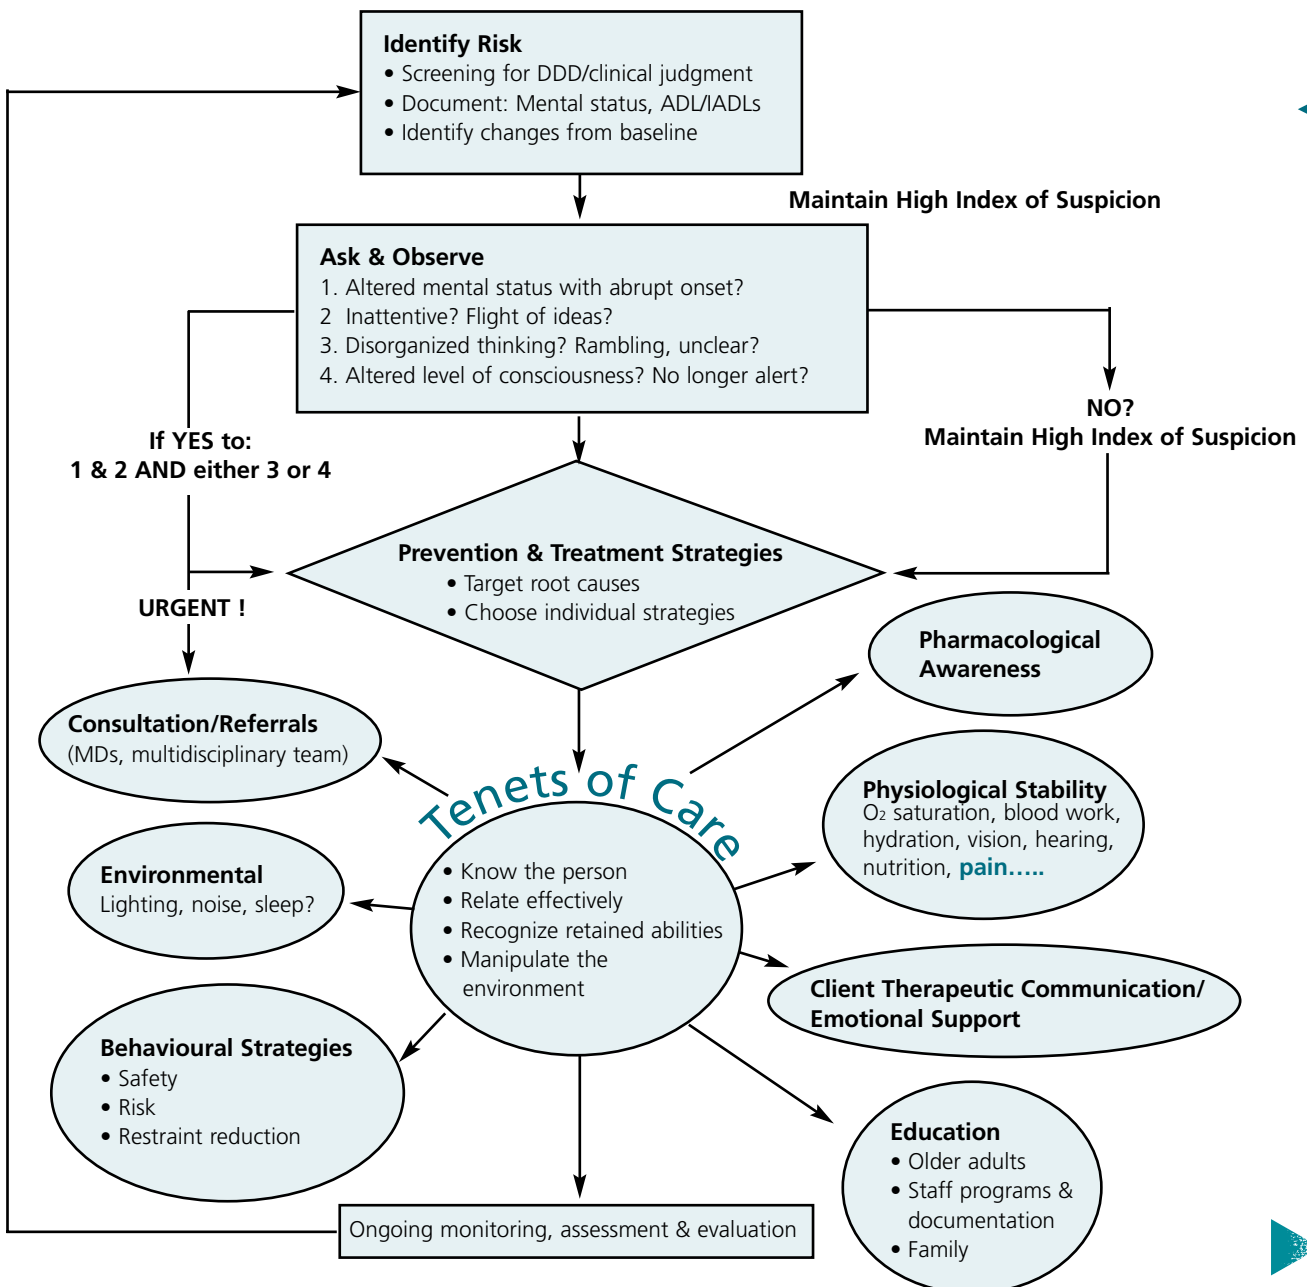 Identify Risk
• Screening for DDD/clinical judgment
• Document: Mental status, ADL/IADLs
• Identify changes from baseline
Maintain High Index of Suspicion
Ask & Observe
1. Altered mental status with abrupt onset?
2 Inattentive? Flight of ideas?
3. Disorganized thinking? Rambling, unclear?
4. Altered level of consciousness? No longer alert?
If YES to:
1 & 2 AND either 3 or 4
NO?
Maintain High Index of Suspicion
Prevention & Treatment Strategies
• Target root causes
• Choose individual strategies
URGENT !
Pharmacological
Awareness
Consultation/Referrals
(MDs, multidisciplinary team)
Tenets of Care
• Know the person
• Relate effectively
• Recognize retained abilities
• Manipulate the
environment
Physiological Stability
O2 saturation, blood work,
hydration, vision, hearing,
nutrition, pain.....
Environmental
Lighting, noise, sleep?
Client Therapeutic Communication/
Emotional Support
Behavioural Strategies
• Safety
• Risk
• Restraint reduction
Education
• Older adults
• Staff programs &
documentation
• Family
Ongoing monitoring, assessment & evaluation